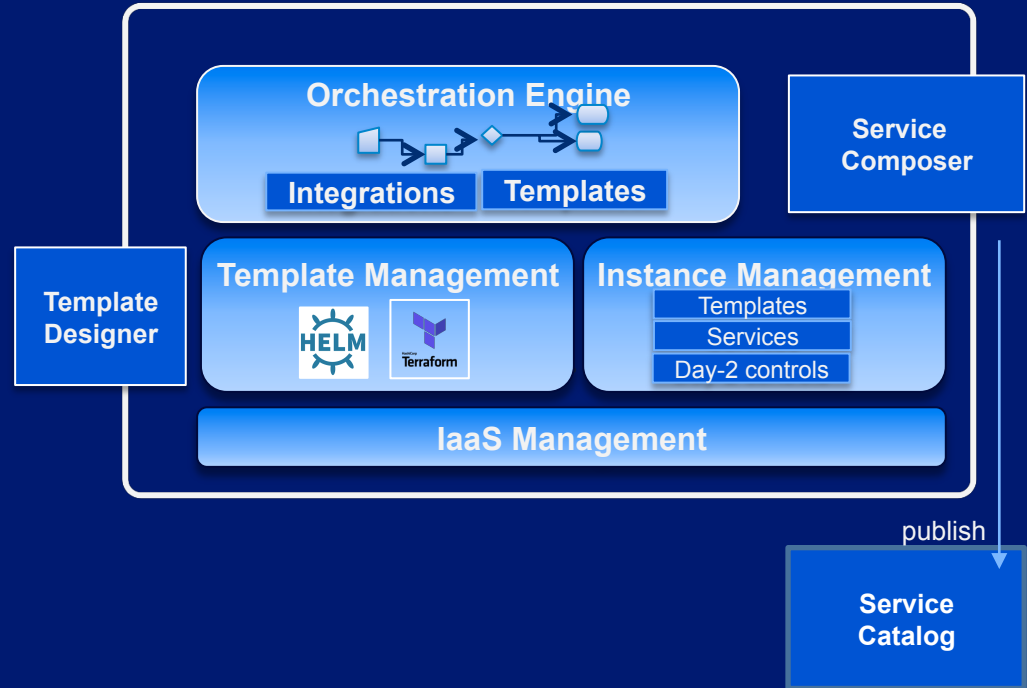 Orchestration Engine
Integrations
Templates
Service
Composer
Template
Designer
Template Management
HELM
HashiCorp
Terraform
Instance Management
Templates
Services
Day-2 controls
IaaS Management
publish
Service
Catalog